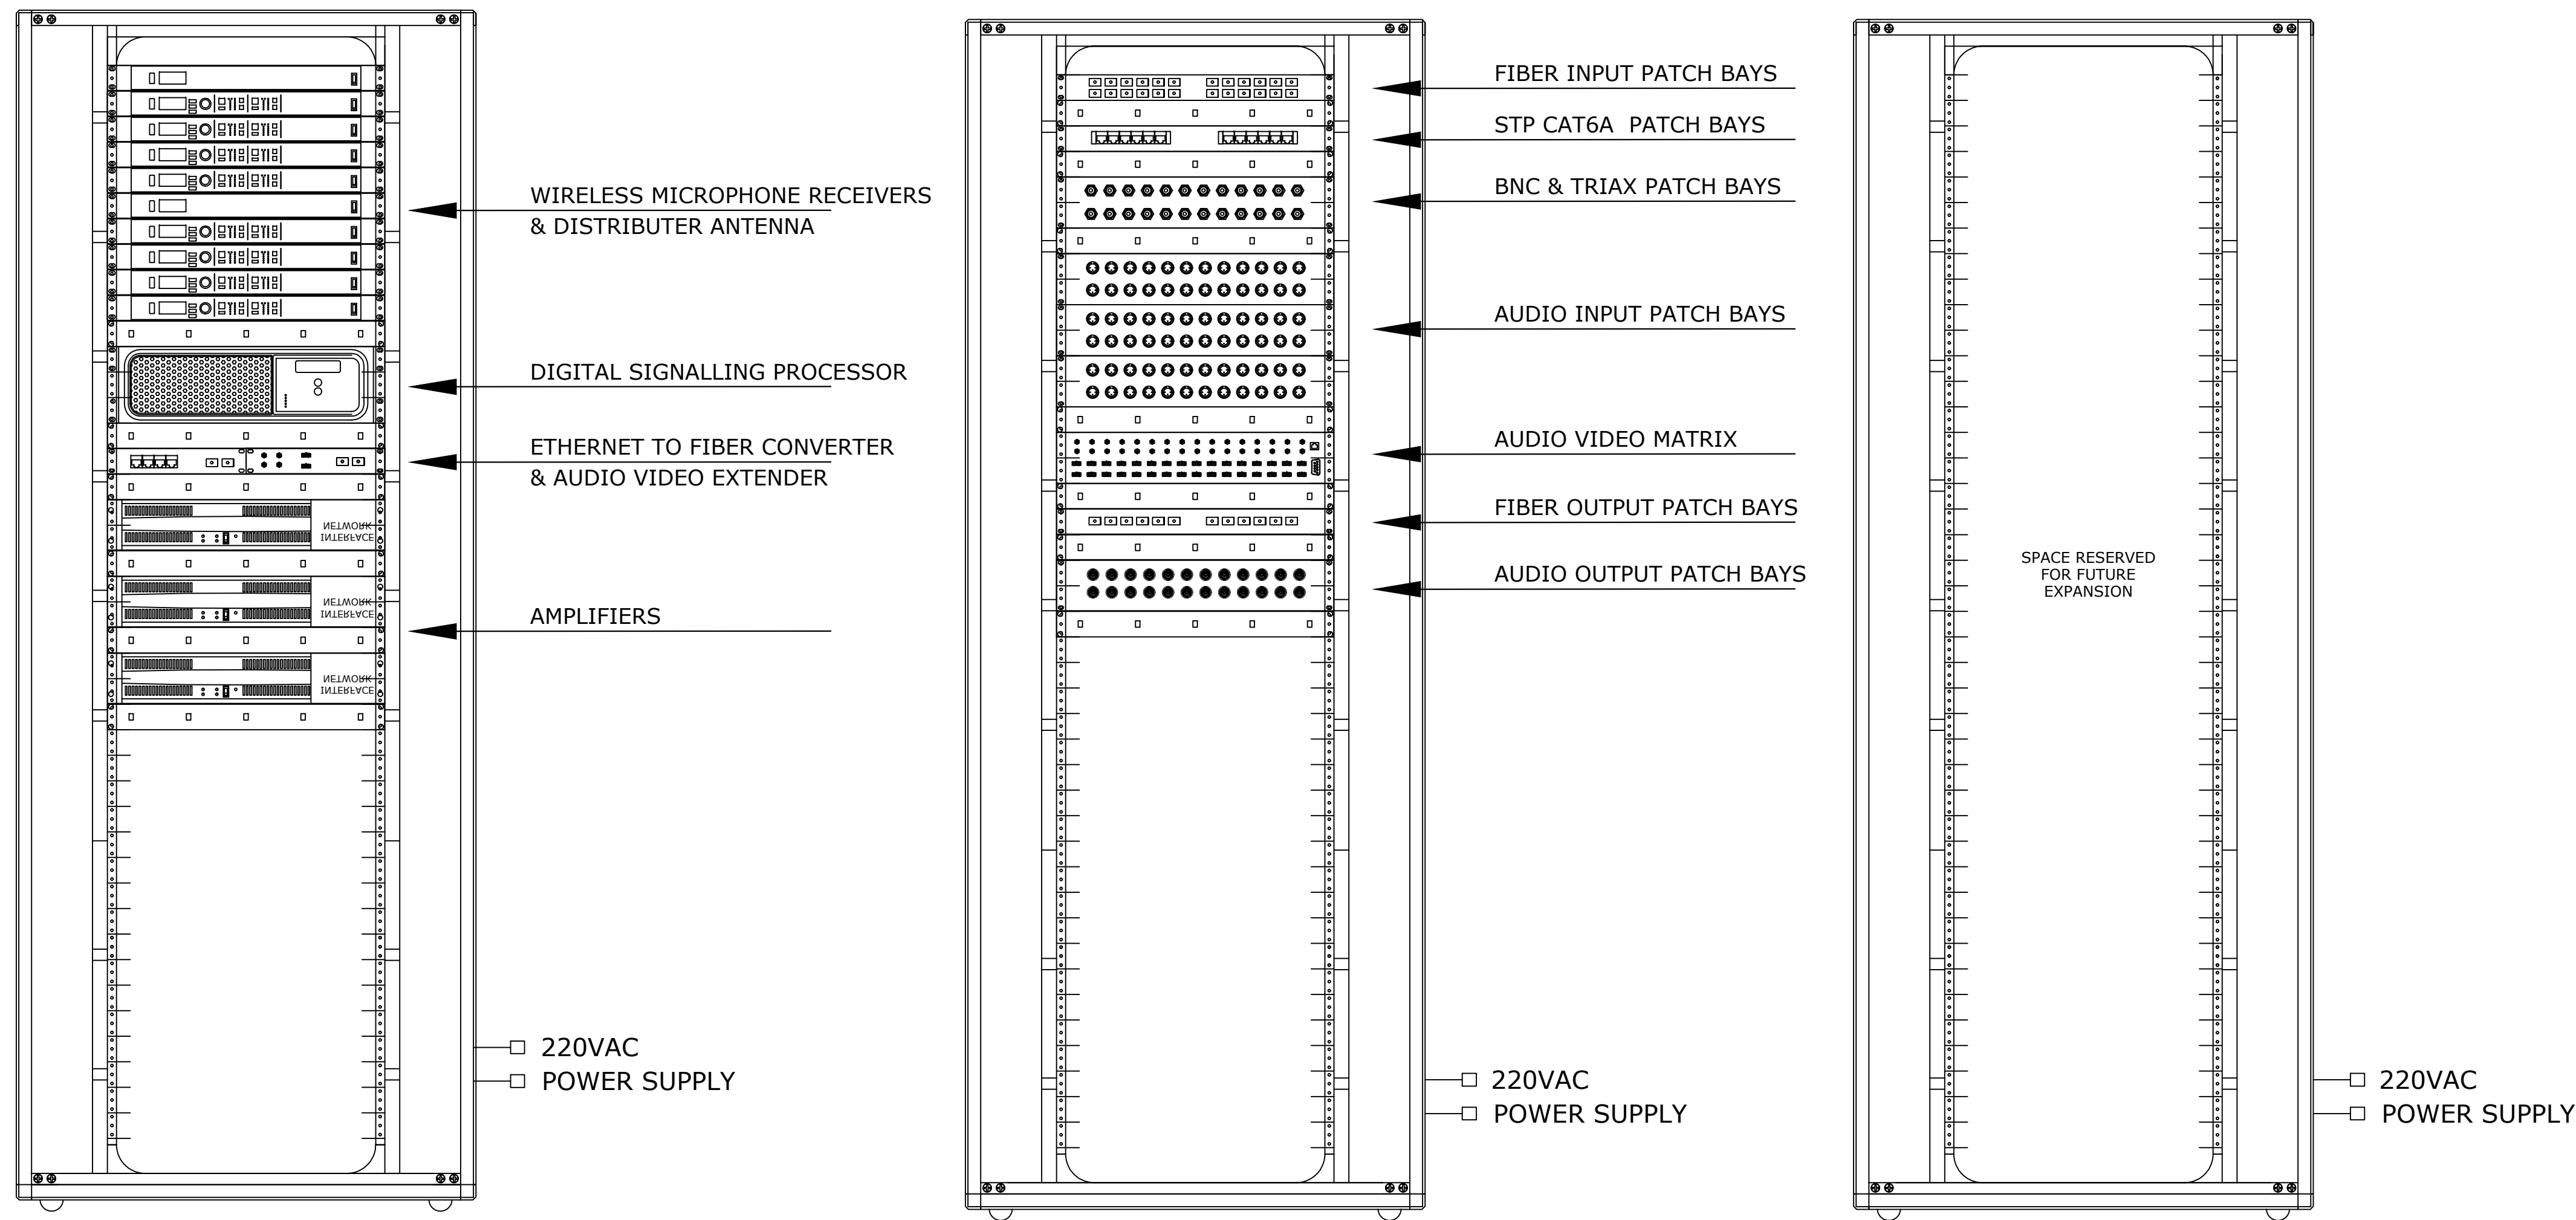 WIRELESS MICROPHONE RECEIVERS
& DISTRIBUTER ANTENNA
DIGITAL SIGNALLING PROCESSOR
ETHERNET TO FIBER CONVERTER
& AUDIO VIDEO EXTENDER
NETWORK
INTERFACE
NETWORK
INTERFACE
NETWORK
INTERFACE
AMPLIFIERS
220VAC
POWER SUPPLY
FIBER INPUT PATCH BAYS
STP CAT6A PATCH BAYS
BNC & TRIAX PATCH BAYS
AUDIO INPUT PATCH BAYS
AUDIO VIDEO MATRIX
FIBER OUTPUT PATCH BAYS
AUDIO OUTPUT PATCH BAYS
220VAC
POWER SUPPLY
SPACE RESERVED
FOR FUTURE
EXPANSION
220VAC
POWER SUPPLY